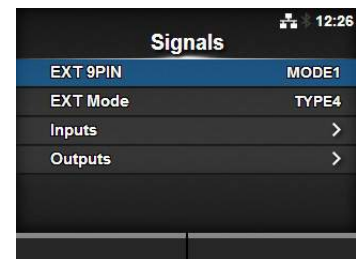 12:26
Signals
EXT 9PIN MODE1
EXT Mode TYPE4
Inputs >
Outputs >